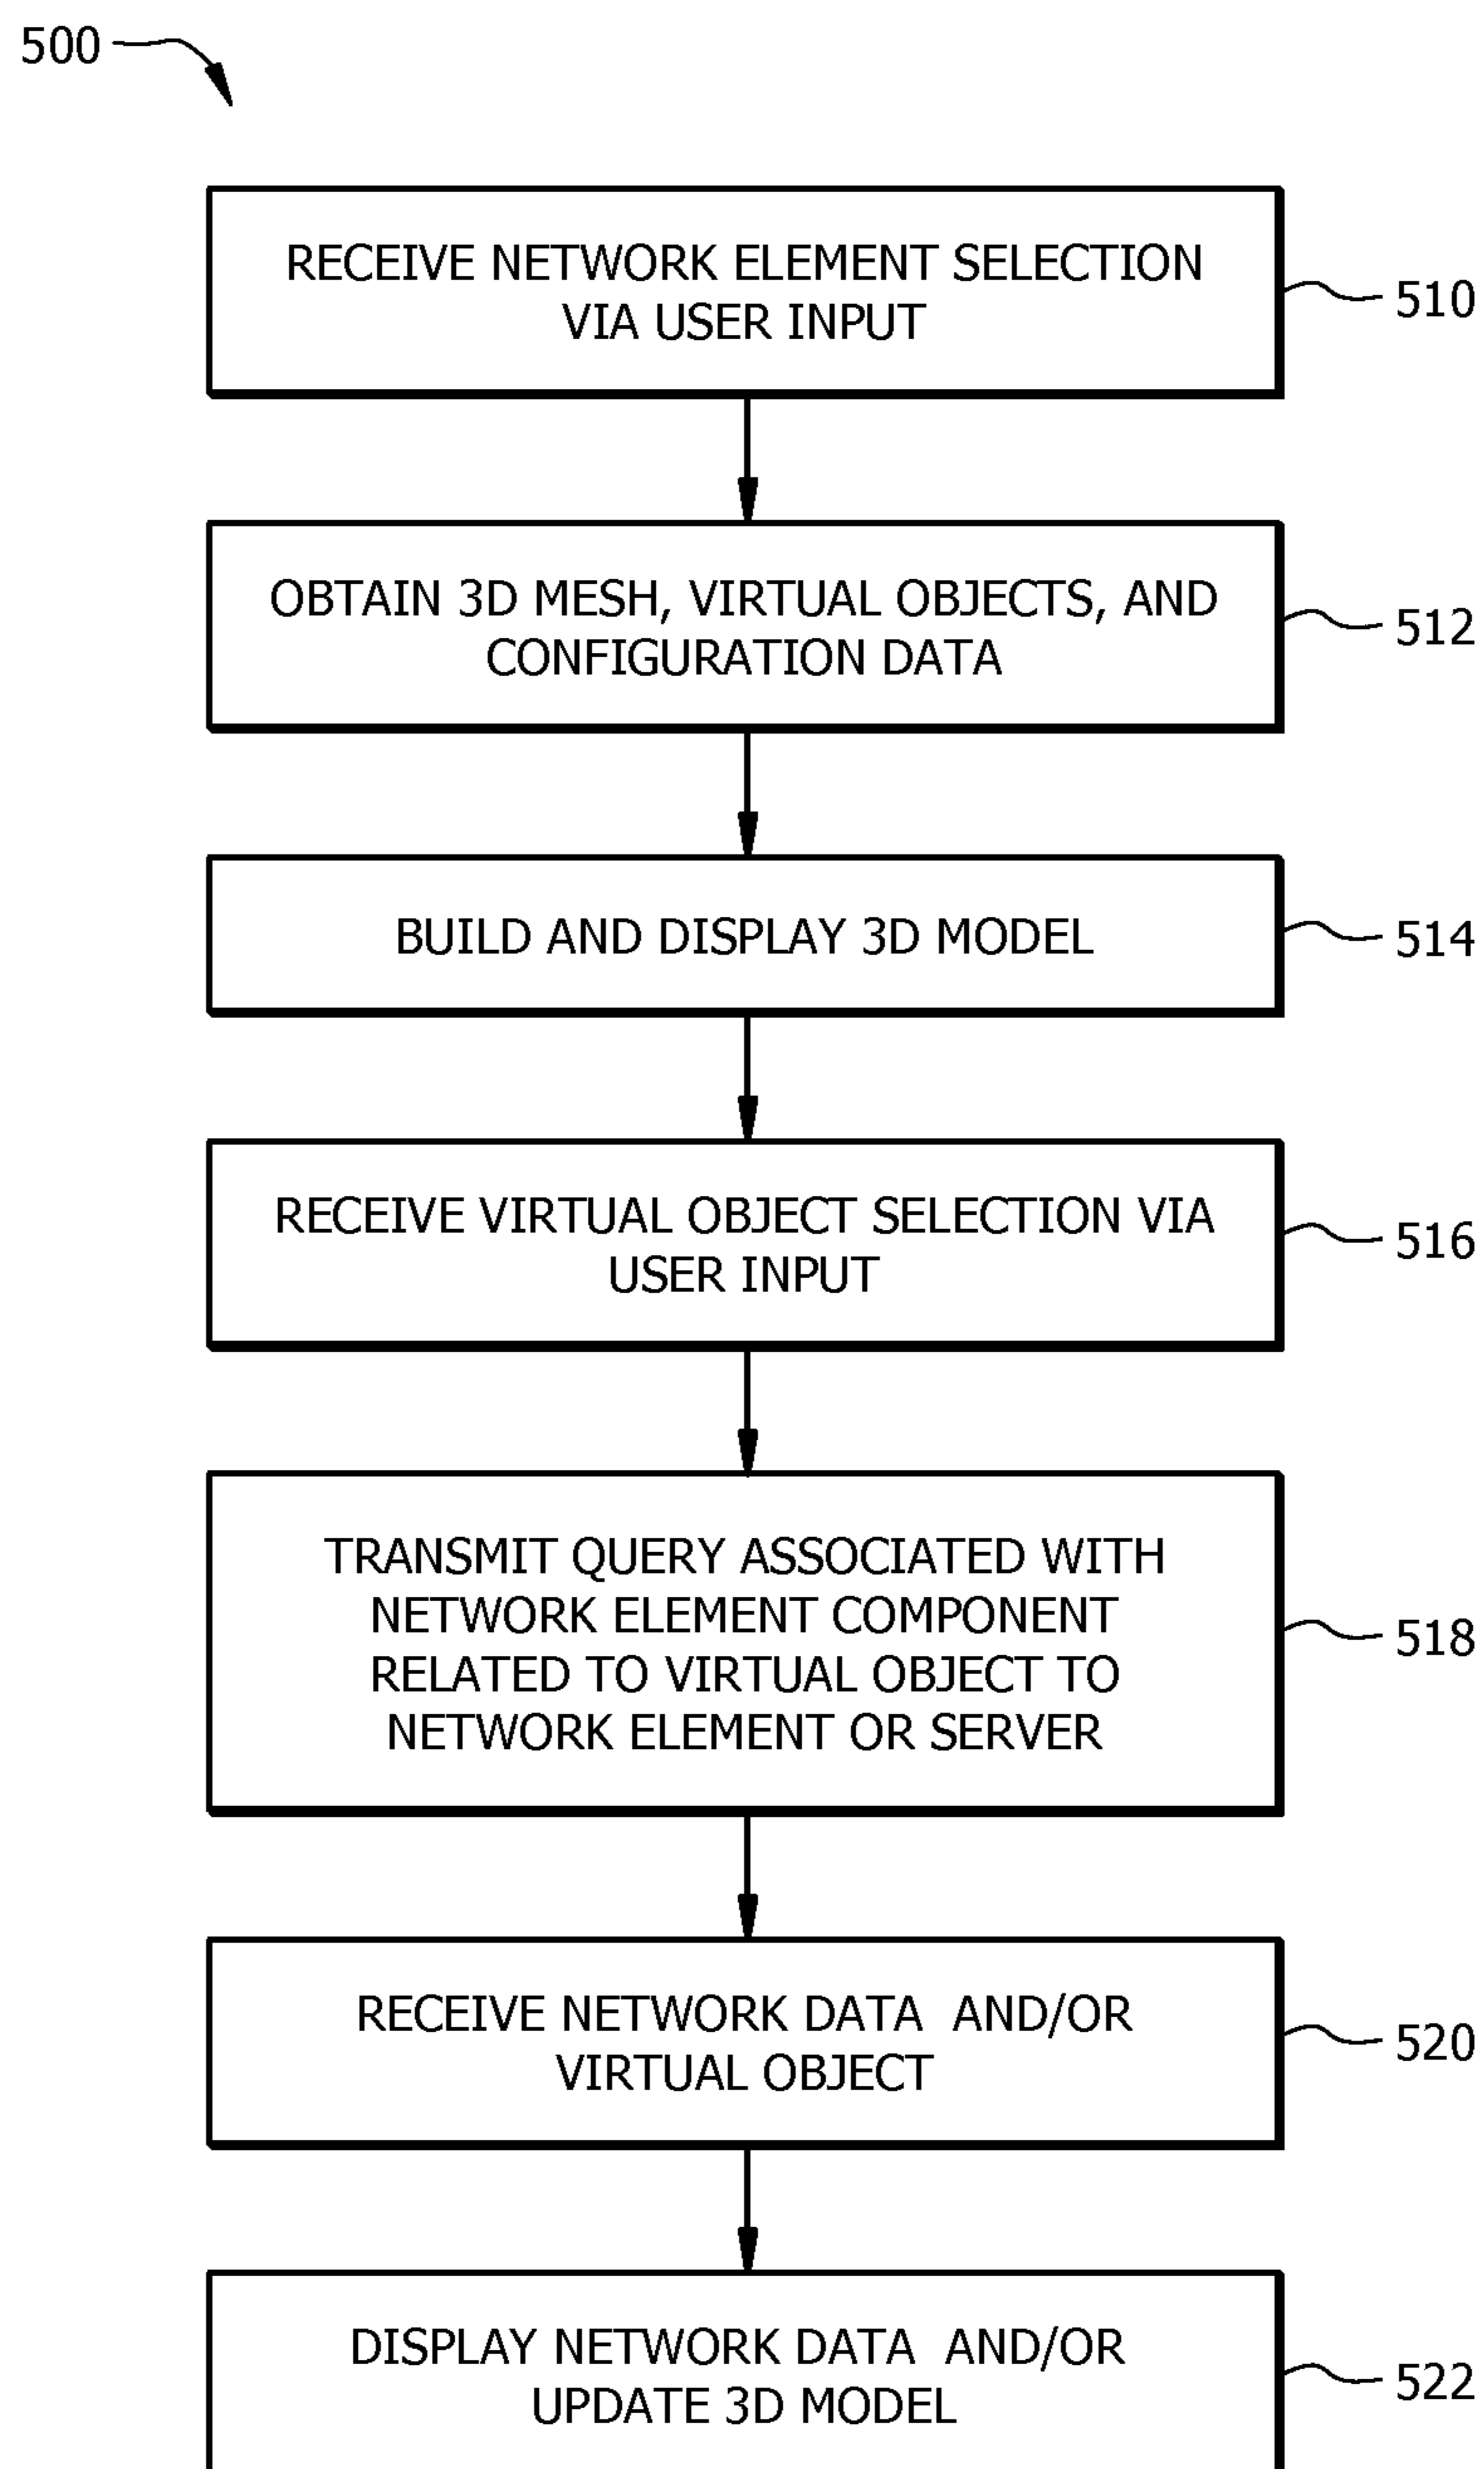 500
RECEIVE NETWORK ELEMENT SELECTION
VIA USER INPUT
510
OBTAIN 3D MESH, VIRTUAL OBJECTS, AND
CONFIGURATION DATA
512
BUILD AND DISPLAY 3D MODEL
514
RECEIVE VIRTUAL OBJECT SELECTION VIA
USER INPUT
516
TRANSMIT QUERY ASSOCIATED WITH
NETWORK ELEMENT COMPONENT
RELATED TO VIRTUAL OBJECT TO
NETWORK ELEMENT OR SERVER
518
RECEIVE NETWORK DATA AND/OR
VIRTUAL OBJECT
520
DISPLAY NETWORK DATA AND/OR
UPDATE 3D MODEL
522